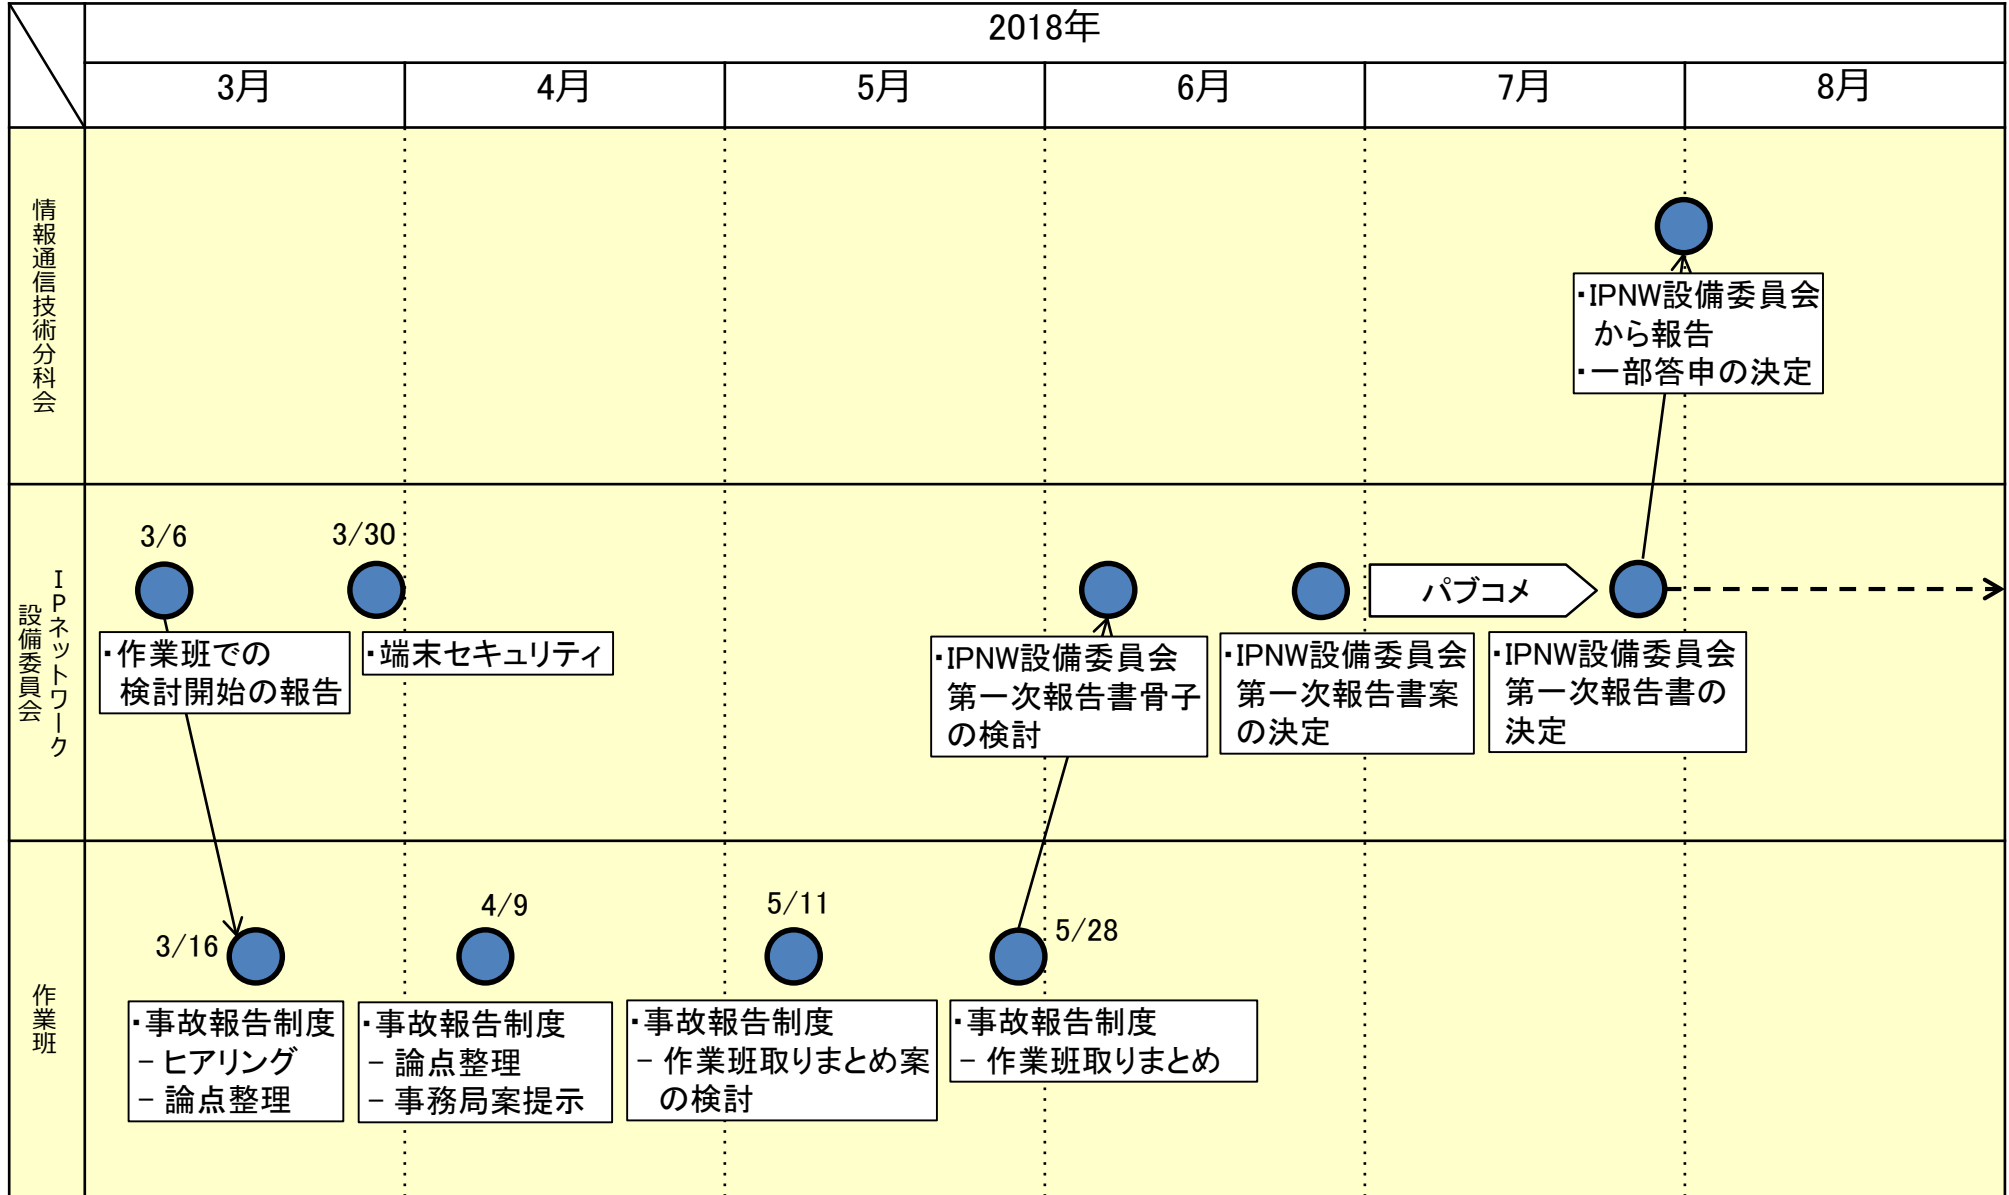 2018年
3月
4月
5月
6月
7月
8月
情報通信技術分科会
・IPNW設備委員会
から報告
・一部答申の決定
IPネットワーク
設備委員会
3/6
・作業班での
検討開始の報告
3/30
・端末セキュリティ
・IPNW設備委員会
第一次報告書骨子
の検討
・IPNW設備委員会
第一次報告書案
の決定
パブコメ
・IPNW設備委員会
第一次報告書の
決定
作業班
3/16
・事故報告制度
－ ヒアリング
－ 論点整理
4/9
・事故報告制度
－ 論点整理
－ 事務局案提示
5/11
・事故報告制度
－ 作業班取りまとめ案
の検討
5/28
・事故報告制度
－ 作業班取りまとめ